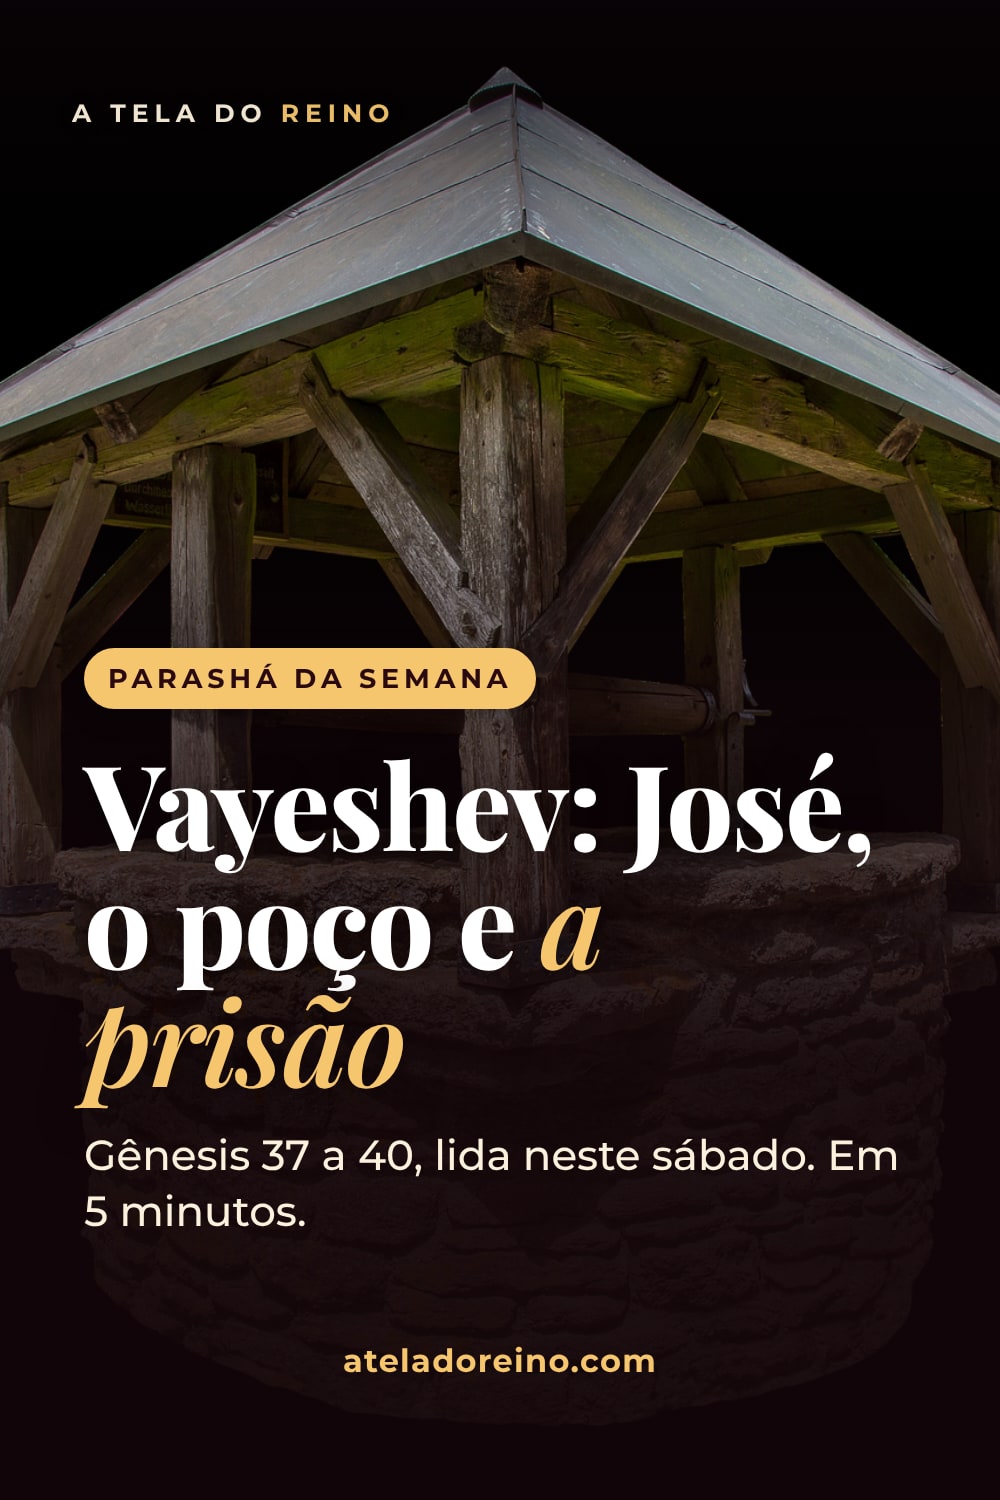 A TELA DO REINO
PARASHÁ DA SEMANA
Vayeshev: José,
o poço e a
prisão
Gênesis 37 a 40, lida neste sábado. Em
5 minutos.
ateladoreino.com